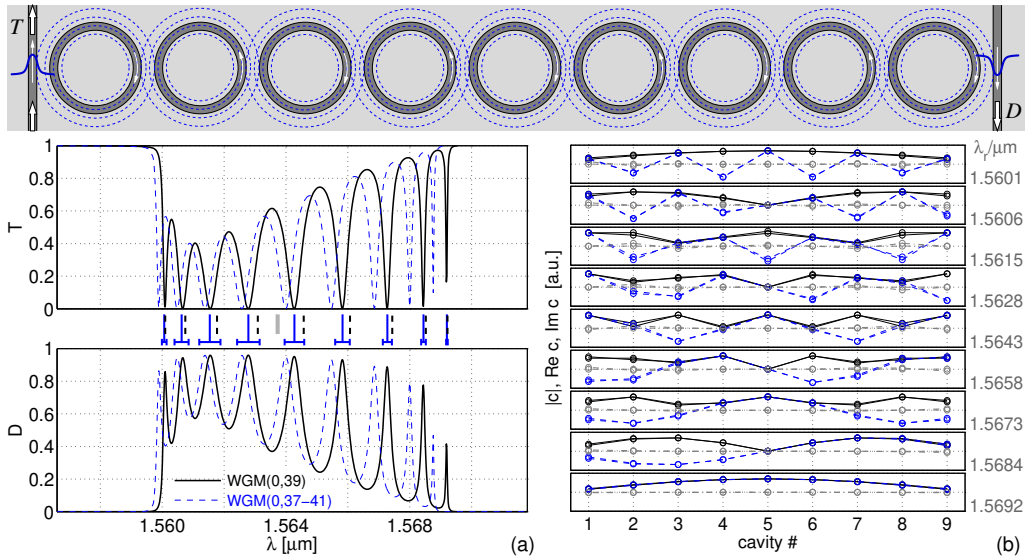 T
D
1
0.8
0.6
0.4
0.2
0
T
1
0.8
0.6
0.4
0.2
0
D
WGM(0,39)
WGM(0,37−41)
1.560
1.564
1.568
λ [μm]
(a)
λr/μm
1.5601
1.5606
1.5615
1.5628
1.5643
1.5658
1.5673
1.5684
1.5692
|c|, Re c, Im c [a.u.]
1 2 3 4 5 6 7 8 9
cavity #
(b)